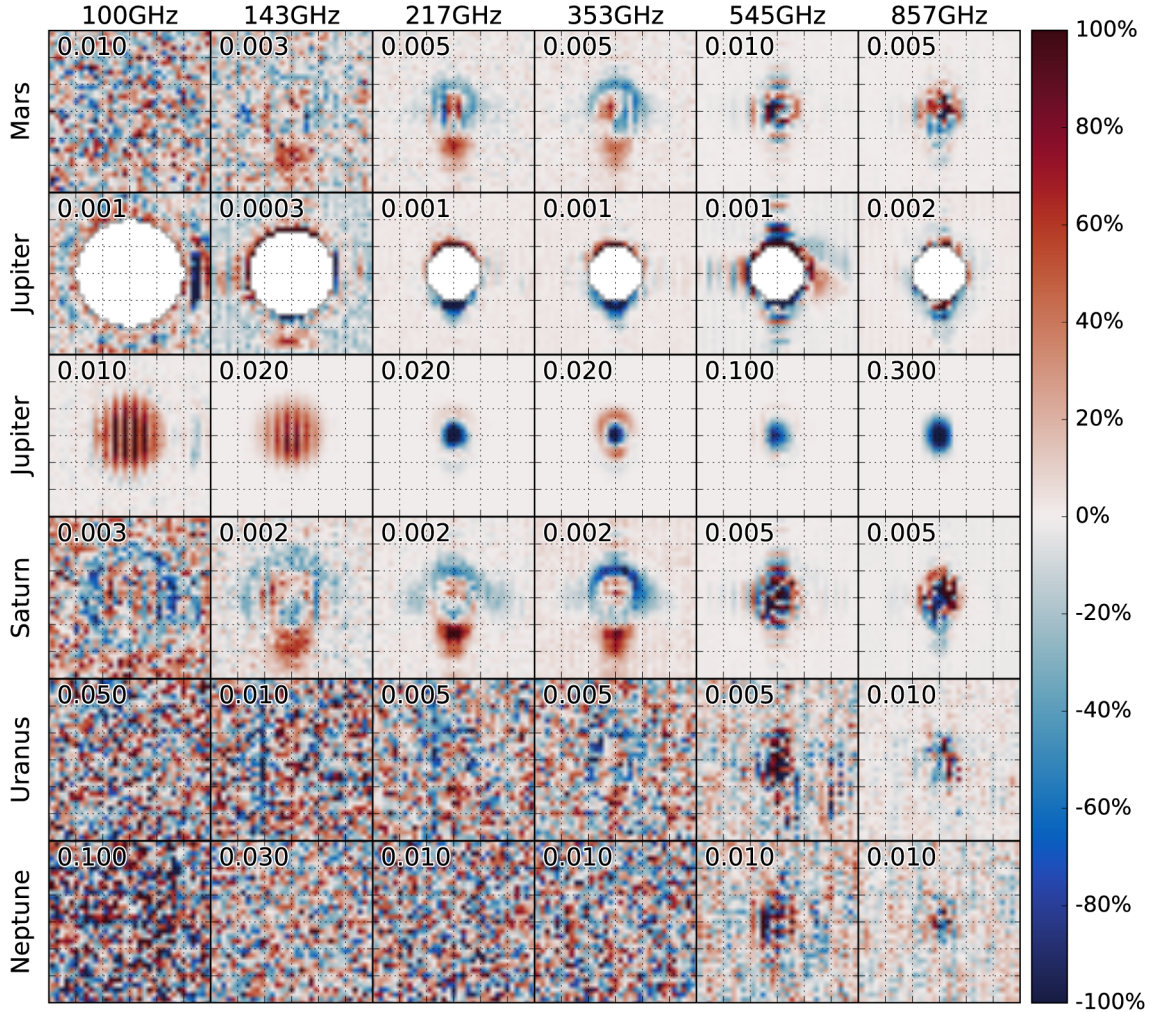 100GHz 143GHz 217GHz 353GHz 545GHz 857GHz
Mars 0.010 0.003 0.005 0.005 0.010 0.005
Jupiter 0.001 0.0003 0.001 0.001 0.001 0.002
Jupiter 0.010 0.020 0.020 0.020 0.100 0.300
Saturn 0.003 0.002 0.002 0.002 0.005 0.005
Uranus 0.050 0.010 0.005 0.005 0.005 0.010
Neptune 0.100 0.030 0.010 0.010 0.010 0.010
100%
80%
60%
40%
20%
0%
-20%
-40%
-60%
-80%
-100%